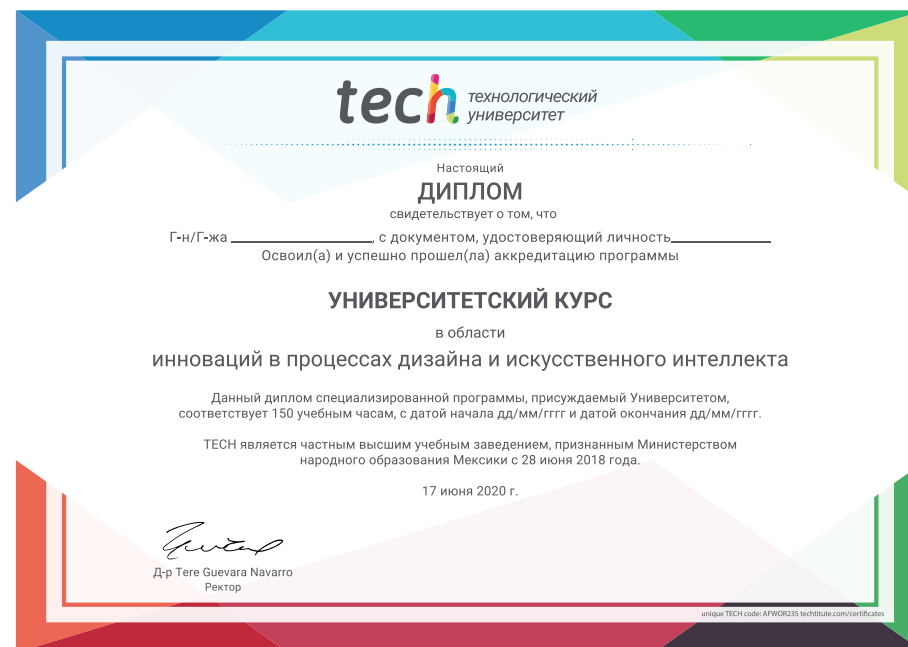 tech технологический
университет
Настоящий
ДИПЛОМ
свидетельствует о том, что
Г-н/Г-жа ____________________, с документом, удостоверяющий личность______________
Освоил(а) и успешно прошел(ла) аккредитацию программы
УНИВЕРСИТЕТСКИЙ КУРС
в области
инноваций в процессах дизайна и искусственного интеллекта
Данный диплом специализированной программы, присуждаемый Университетом,
соответствует 150 учебным часам, с датой начала дд/мм/гггг и датой окончания дд/мм/гггг.
TECH является частным высшим учебным заведением, признанным Министерством
народного образования Мексики с 28 июня 2018 года.
17 июня 2020 г.
Д-р Tere Guevara Navarro
Ректор
unique TECH code: AFWOR23S techtitute.com/certificates